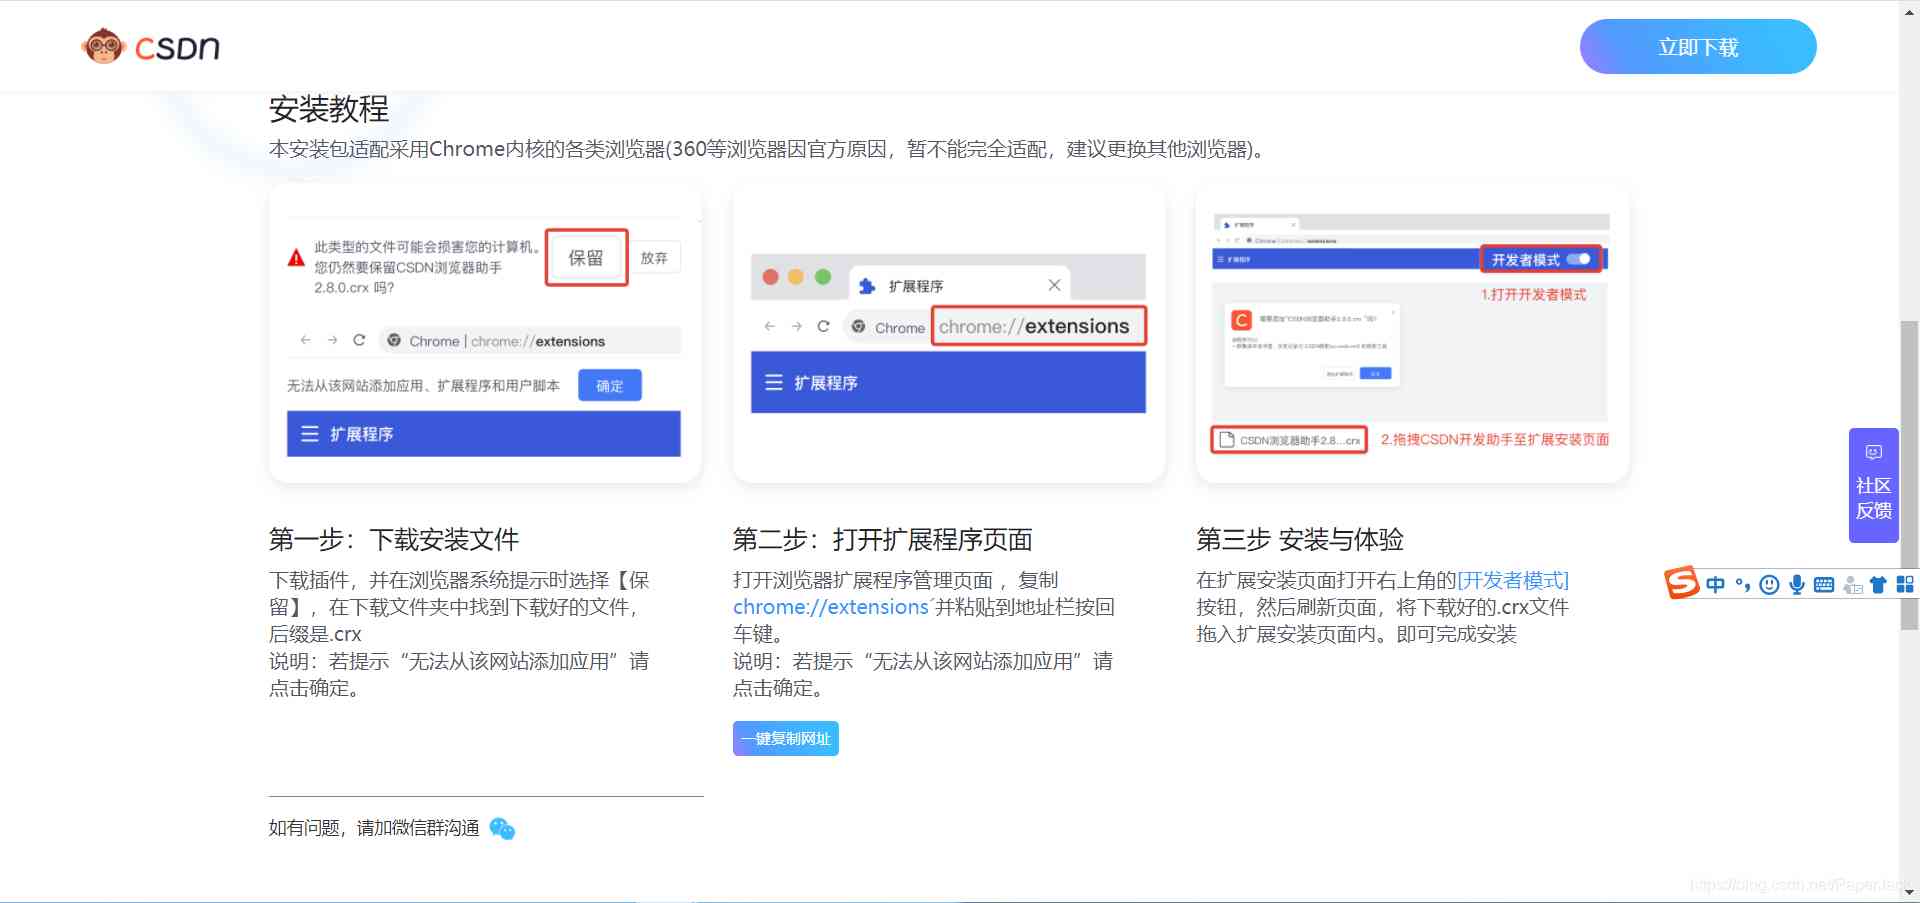 CSDN
立即下载
安装教程
本安装包适配采用Chrome内核的各类浏览器(360等浏览器因官方原因，暂不能完全适配，建议更换其他浏览器)。
此类型的文件可能会损害您的计算机。
您仍然要保留CSDN浏览器助手
2.8.0.crx 吗?
保留
放弃
Chrome | chrome://extensions
无法从该网站添加应用、扩展程序和用户脚本
确定
扩展程序
扩展程序
Chrome
chrome://extensions
扩展程序
扩展程序
扩展程序
开发者模式
1.打开开发者模式
CSDN浏览器助手2.8...crx
2.拖拽CSDN开发助手至扩展安装页面
第一步：下载安装文件
下载插件，并在浏览器系统提示时选择【保
留】，在下载文件夹中找到下载好的文件，
后缀是.crx
说明：若提示“无法从该网站添加应用”请
点击确定。
第二步：打开扩展程序页面
打开浏览器扩展程序管理页面 ，复制
chrome://extensions´并粘贴到地址栏按回
车键。
说明：若提示“无法从该网站添加应用”请
点击确定。
一键复制网址
第三步 安装与体验
在扩展安装页面打开右上角的[开发者模式]
按钮，然后刷新页面，将下载好的.crx文件
拖入扩展安装页面内。即可完成安装
社区
反馈
中
如有问题，请加微信群沟通